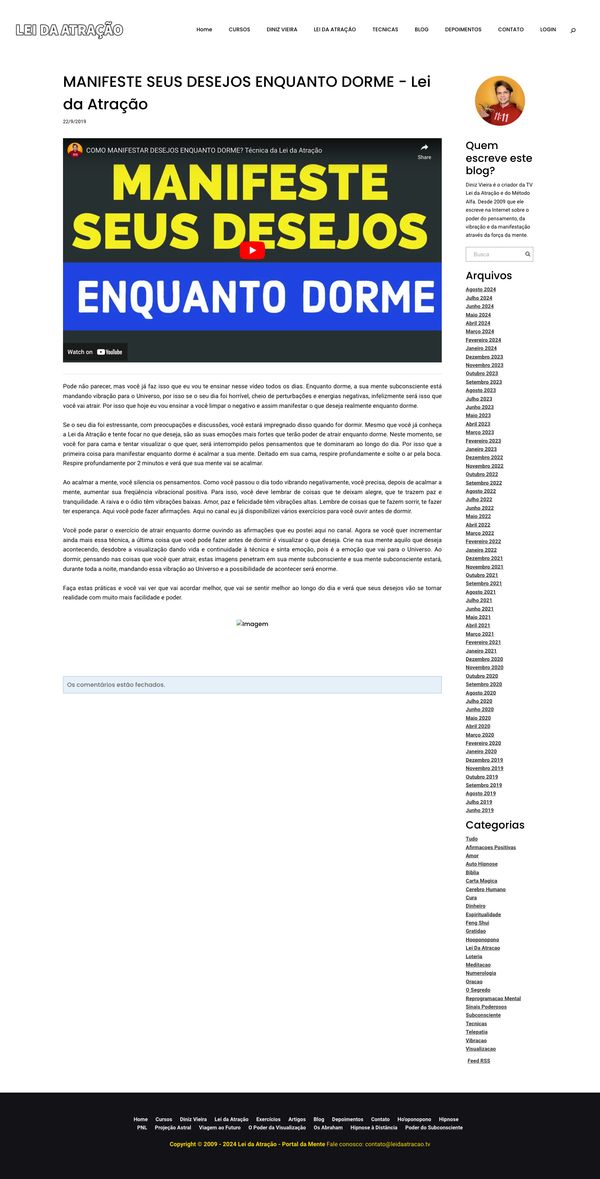 LEI DA ATRAÇÃO
Home CURSOS DINIZ VIEIRA LEI DA ATRAÇÃO TECNICAS BLOG DEPOIMENTOS CONTATO LOGIN
MANIFESTE SEUS DESEJOS ENQUANTO DORME - Lei
da Atração
22/9/2019
COMO MANIFESTAR DESEJOS ENQUANTO DORME? Técnica da Lei da Atração
Share
MANIFESTE
SEUS DESEJOS
ENQUANTO DORME
Watch on YouTube
Pode não parecer, mas você já faz isso que eu vou te ensinar nesse vídeo todos os dias. Enquanto dorme, a sua mente subconsciente está
mandando vibração para o Universo, por isso se o seu dia foi horrível, cheio de perturbações e energias negativas, infelizmente será isso que
você vai atrair. Por isso que hoje eu vou ensinar a você limpar o negativo e assim manifestar o que deseja realmente enquanto dorme.
Se o seu dia foi estressante, com preocupações e discussões, você estará impregnado disso quando for dormir. Mesmo que você já conheça
a Lei da Atração e tente focar no que deseja, são as suas emoções mais fortes que terão poder de atrair enquanto dorme. Neste momento, se
você for para cama e tentar visualizar o que quer, será interrompido pelos pensamentos que te dominaram ao longo do dia. Por isso que a
primeira coisa para manifestar enquanto dorme é acalmar a sua mente. Deitado em sua cama, respire profundamente e solte o ar pela boca.
Respire profundamente por 2 minutos e verá que sua mente vai se acalmar.
Ao acalmar a mente, você silencia os pensamentos. Como você passou o dia todo vibrando negativamente, você precisa, depois de acalmar a
mente, aumentar sua freqüência vibracional positiva. Para isso, você deve lembrar de coisas que te deixam alegre, que te trazem paz e
tranquilidade. A raiva e o ódio têm vibrações baixas. Amor, paz e felicidade têm vibrações altas. Lembre de coisas que te fazem sorrir, te fazem
ter esperança. Aqui você pode fazer afirmações. Aqui no canal eu já disponibilizei vários exercícios para você ouvir antes de dormir.
Você pode parar o exercício de atrair enquanto dorme ouvindo as afirmações que eu postei aqui no canal. Agora se você quer incrementar
ainda mais essa técnica, a última coisa que você pode fazer antes de dormir é visualizar o que deseja. Crie na sua mente aquilo que deseja
acontecendo, desdobre a visualização dando vida e continuidade à técnica e sinta emoção, pois é a emoção que vai para o Universo. Ao
dormir, pensando nas coisas que você quer atrair, estas imagens penetram em sua mente subconsciente e sua mente subconsciente estará,
durante toda a noite, mandando essa vibração ao Universo e a possibilidade de acontecer será enorme.
Faça estas práticas e você vai ver que vai acordar melhor, que vai se sentir melhor ao longo do dia e verá que seus desejos vão se tornar
realidade com muito mais facilidade e poder.
Imagem
Os comentários estão fechados.
11:11
Quem
escreve este
blog?
Diniz Vieira é o criador da TV
Lei da Atração e do Método
Alfa. Desde 2009 que ele
escreve na Internet sobre o
poder do pensamento, da
vibração e da manifestação
através da força da mente.
Busca
Arquivos
Agosto 2024
Julho 2024
Junho 2024
Maio 2024
Abril 2024
Março 2024
Fevereiro 2024
Janeiro 2024
Dezembro 2023
Novembro 2023
Outubro 2023
Setembro 2023
Agosto 2023
Julho 2023
Junho 2023
Maio 2023
Abril 2023
Março 2023
Fevereiro 2023
Janeiro 2023
Dezembro 2022
Novembro 2022
Outubro 2022
Setembro 2022
Agosto 2022
Julho 2022
Junho 2022
Maio 2022
Abril 2022
Março 2022
Fevereiro 2022
Janeiro 2022
Dezembro 2021
Novembro 2021
Outubro 2021
Setembro 2021
Agosto 2021
Julho 2021
Junho 2021
Maio 2021
Abril 2021
Março 2021
Fevereiro 2021
Janeiro 2021
Dezembro 2020
Novembro 2020
Outubro 2020
Setembro 2020
Agosto 2020
Julho 2020
Junho 2020
Maio 2020
Abril 2020
Março 2020
Fevereiro 2020
Janeiro 2020
Dezembro 2019
Novembro 2019
Outubro 2019
Setembro 2019
Agosto 2019
Julho 2019
Junho 2019
Categorias
Tudo
Afirmacoes Positivas
Amor
Auto Hipnose
Biblia
Carta Magica
Cerebro Humano
Cura
Dinheiro
Espiritualidade
Feng Shui
Gratidao
Hooponopono
Lei Da Atracao
Loteria
Meditacao
Numerologia
Oracao
O Segredo
Reprogramacao Mental
Sinais Poderosos
Subconsciente
Tecnicas
Telepatia
Vibracao
Visualizacao
Feed RSS
Home Cursos Diniz Vieira Lei da Atração Exercícios Artigos Blog Depoimentos Contato Ho'oponopono Hipnose
PNL Projeção Astral Viagem ao Futuro O Poder da Visualização Os Abraham Hipnose à Distância Poder do Subconsciente
Copyright © 2009 - 2024 Lei da Atração - Portal da Mente Fale conosco: contato@leidaatracao.tv